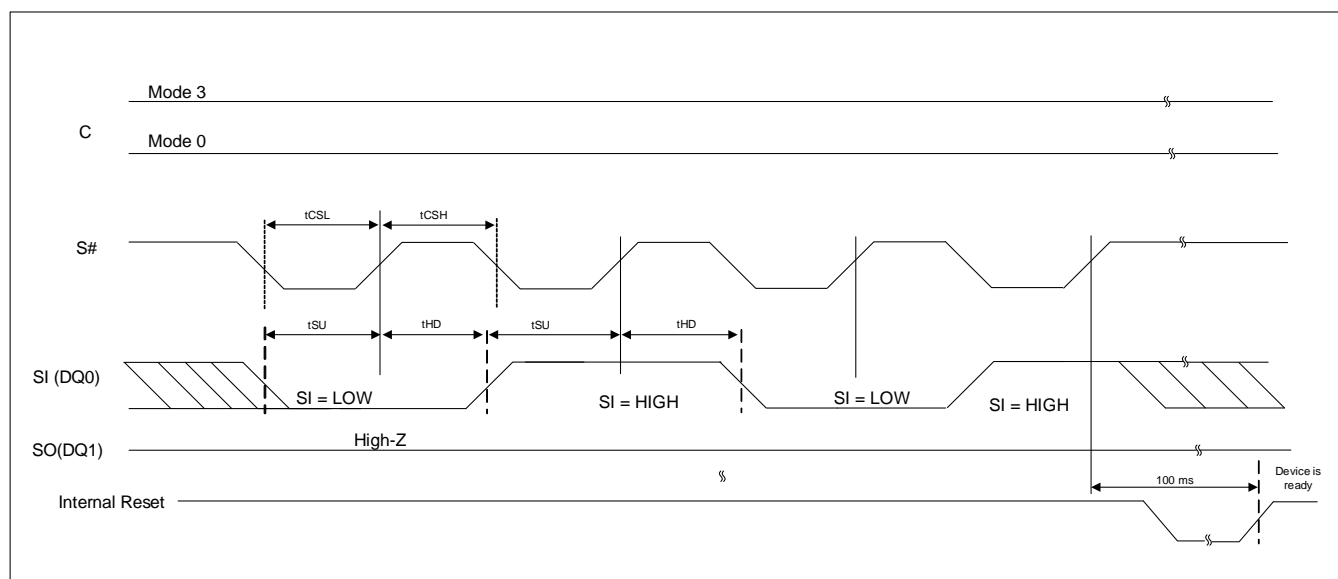 Mode 3
C
Mode 0
tCSL
tCSH
S#
tSU
tHD
tSU
tHD
SI (DQ0)
SI = LOW
SI = HIGH
SI = LOW
SI = HIGH
High-Z
SO(DQ1)
100 ms
Device is
ready
Internal Reset